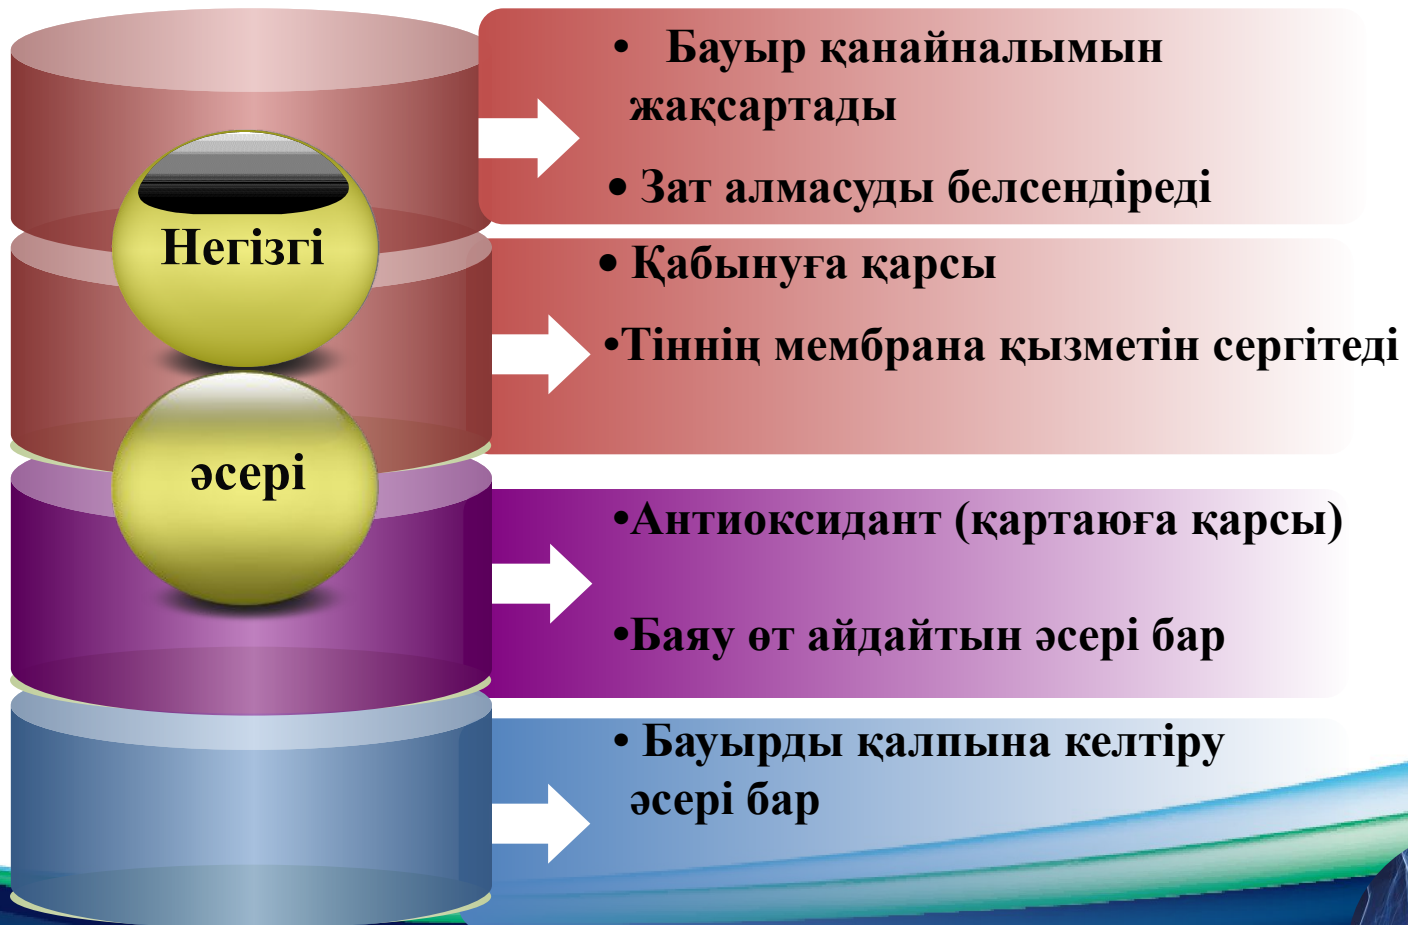 • Бауыр қанайналымын
жақсартады
• Зат алмасуды белсендіреді
Негізгі
• Қабынуға қарсы
•Тіннің мембрана қызметін сергітеді
әсері
•Антиоксидант (қартаюға қарсы)
•Баяу өт айдайтын әсері бар
• Бауырды қалпына келтіру
әсері бар